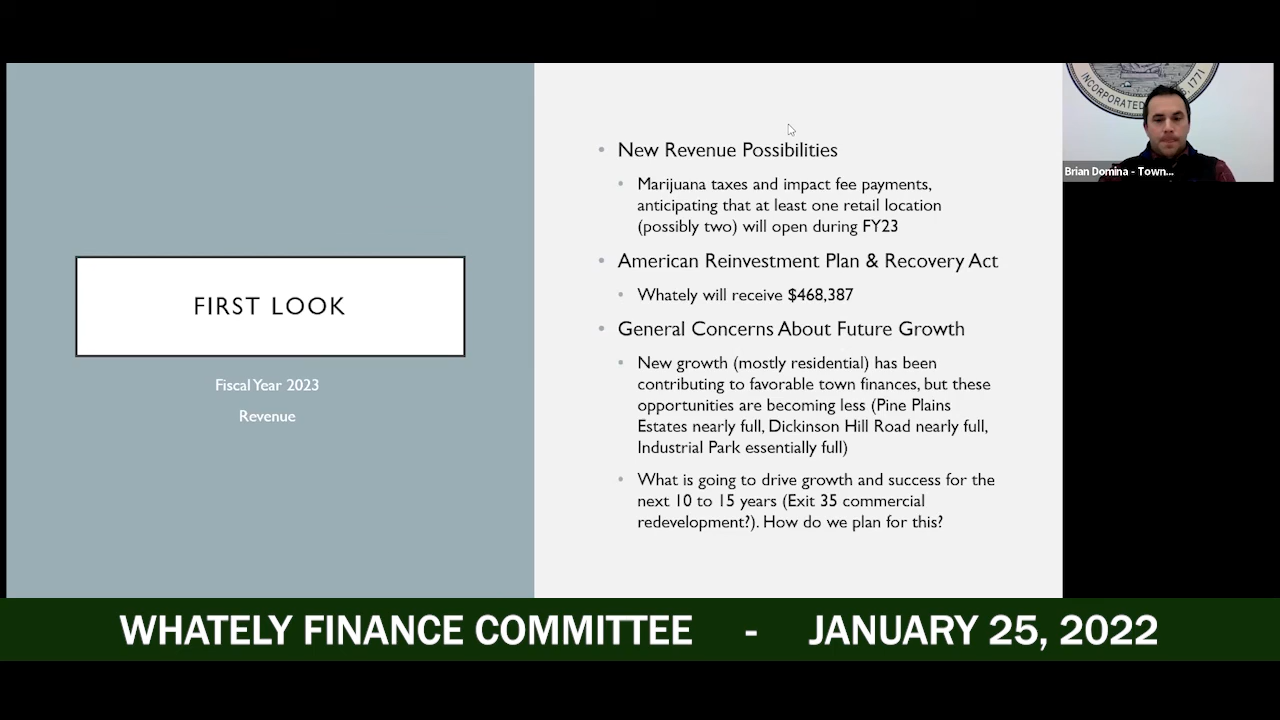 FIRST LOOK
Fiscal Year 2023
Revenue
• New Revenue Possibilities
• Marijuana taxes and impact fee payments,
anticipating that at least one retail location
(possibly two) will open during FY23
• American Reinvestment Plan & Recovery Act
• Whately will receive $468,387
• General Concerns About Future Growth
• New growth (mostly residential) has been
contributing to favorable town finances, but these
opportunities are becoming less (Pine Plains
Estates nearly full, Dickinson Hill Road nearly full,
Industrial Park essentially full)
• What is going to drive growth and success for the
next 10 to 15 years (Exit 35 commercial
redevelopment?). How do we plan for this?
INCORPORATED 1771
Brian Domina - Town...
WHATELY FINANCE COMMITTEE - JANUARY 25, 2022